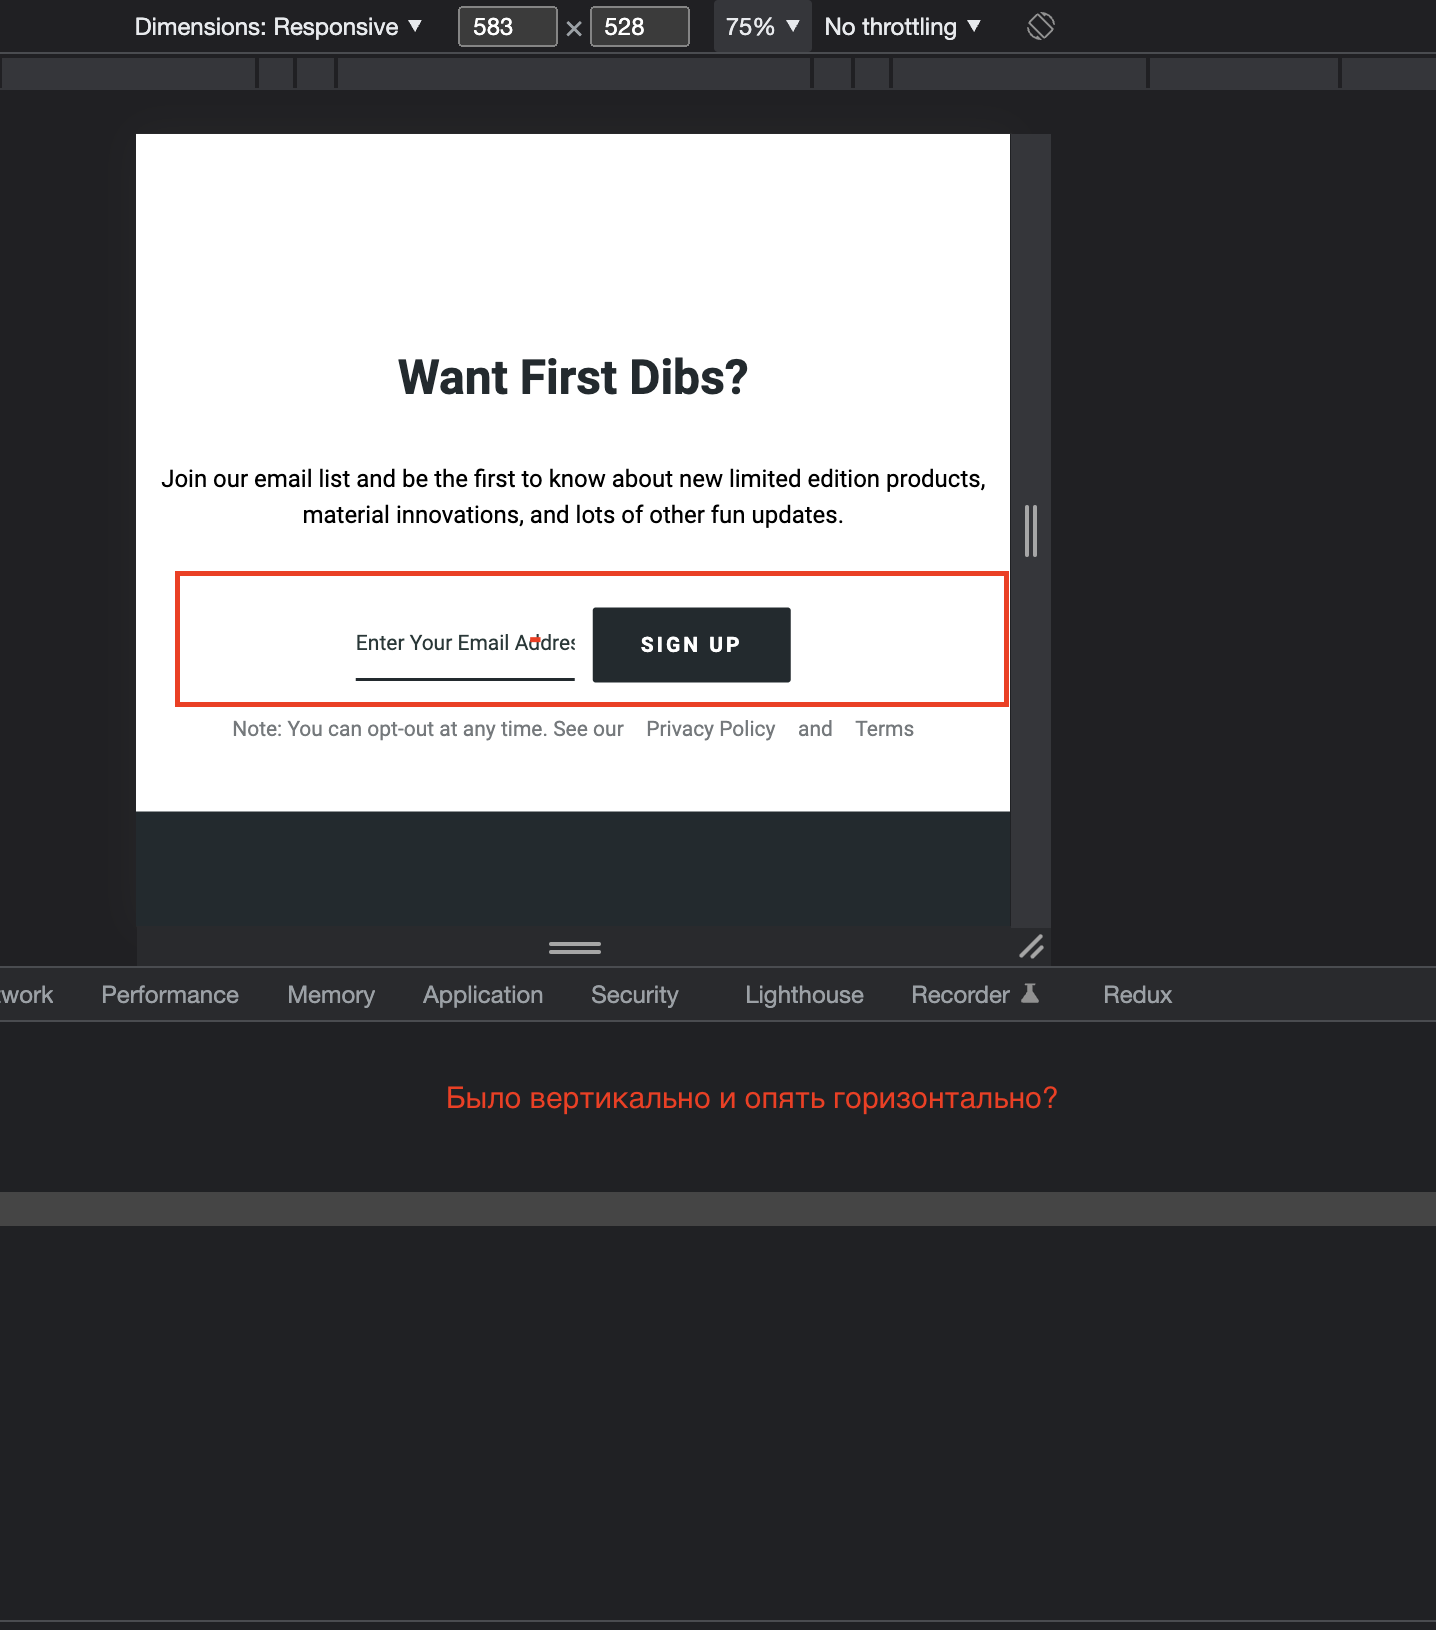 Dimensions: Responsive ▼ 583 × 528 75% ▼ No throttling ▼
Want First Dibs?
Join our email list and be the first to know about new limited edition products,
material innovations, and lots of other fun updates.
Enter Your Email Addres SIGN UP
Note: You can opt-out at any time. See our Privacy Policy and Terms
work Performance Memory Application Security Lighthouse Recorder Redux
Было вертикально и опять горизонтально?